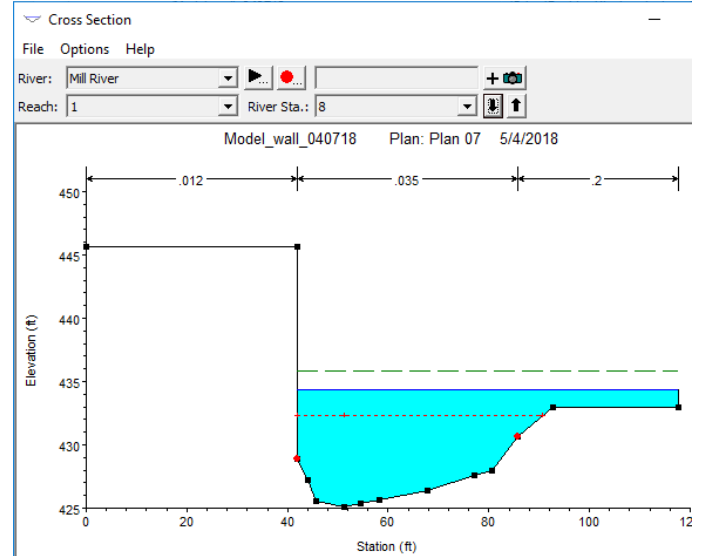 Cross Section
File Options Help
River: Mill River
Reach: 1 River Sta.: 8
Model_wall_040718 Plan: Plan 07 5/4/2018
.012 .035 .2
450
445
440
435
430
425
Elevation (ft)
0 20 40 60 80 100 12
Station (ft)